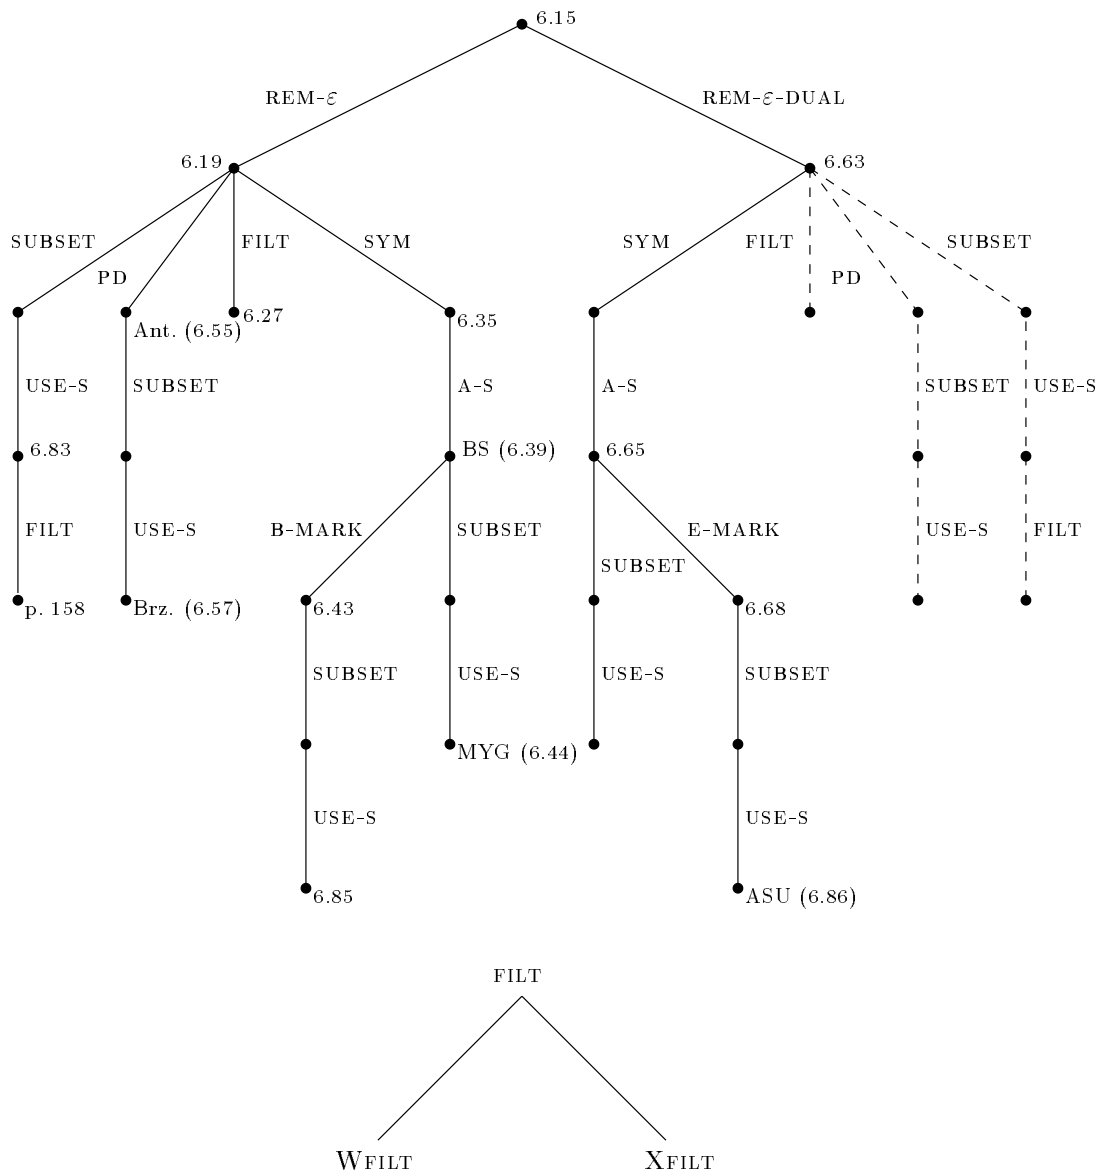 6.15
REM-ε REM-ε-DUAL
6.19 6.63
SUBSET FILT SYM SYM FILT SUBSET
PD PD
6.27 6.35
Ant. (6.55)
USE-S SUBSET A-S A-S SUBSET USE-S
6.83 BS (6.39) 6.65
FILT USE-S B-MARK SUBSET E-MARK USE-S FILT
SUBSET
p. 158 Brz. (6.57) 6.43 6.68
SUBSET USE-S USE-S SUBSET
MYG (6.44)
USE-S USE-S
6.85 ASU (6.86)
FILT
WFILT XFILT